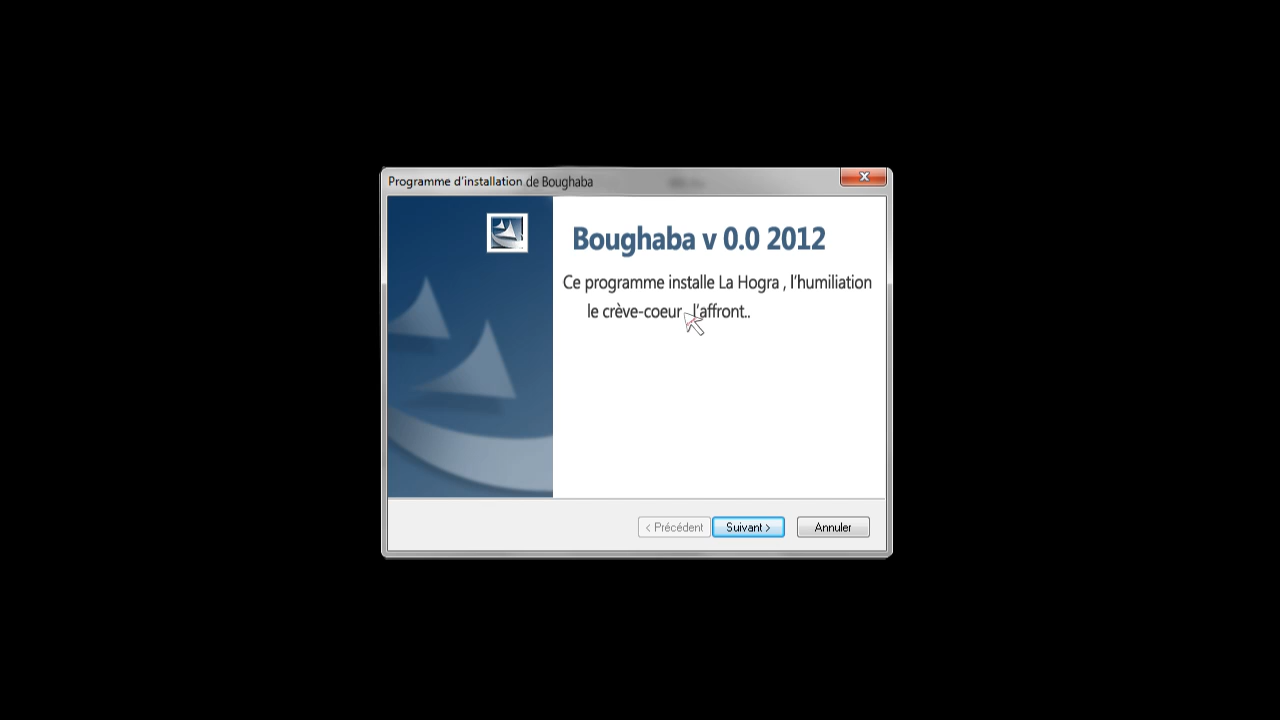 Programme d'installation de Boughaba
Boughaba v 0.0 2012
Ce programme installe La Hogra , l'humiliation
le crève-coeur l'affront..
< Précédent
Suivant >
Annuler